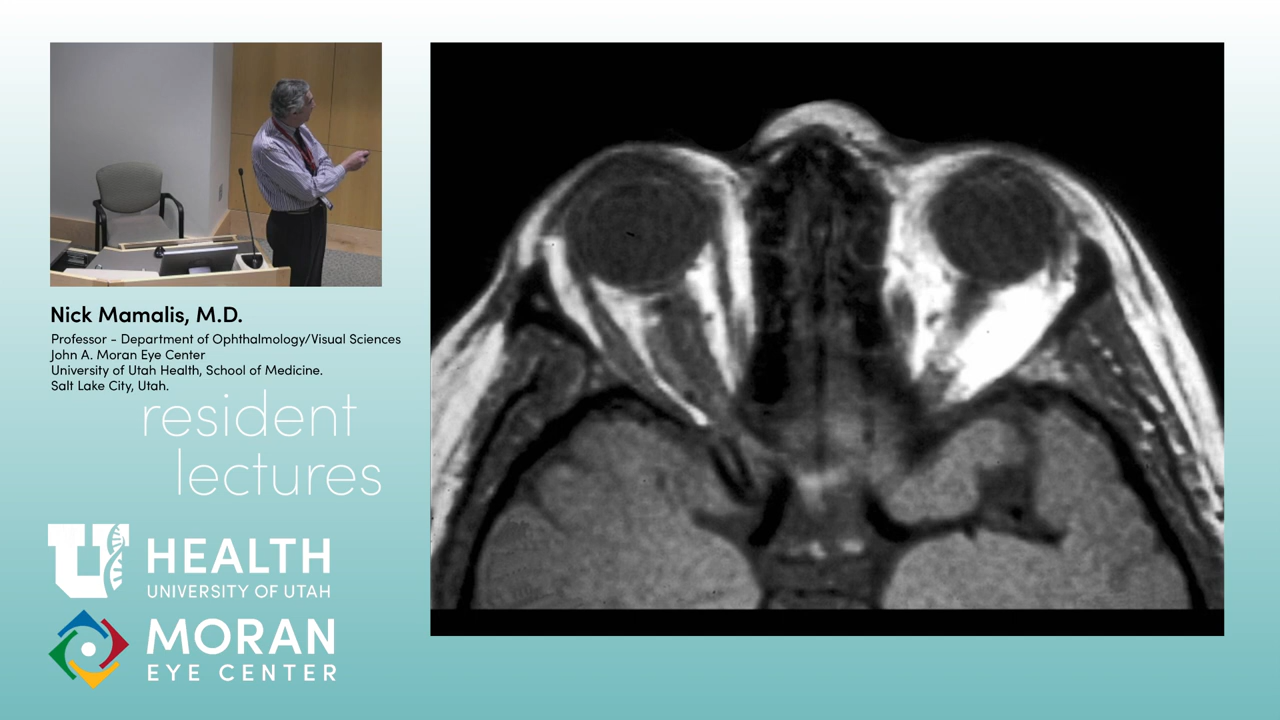 Nick Mamalis, M.D.
Professor - Department of Ophthalmology/Visual Sciences
John A. Moran Eye Center
University of Utah Health, School of Medicine.
Salt Lake City, Utah.
resident
lectures
U HEALTH
UNIVERSITY OF UTAH
MORAN
EYE CENTER